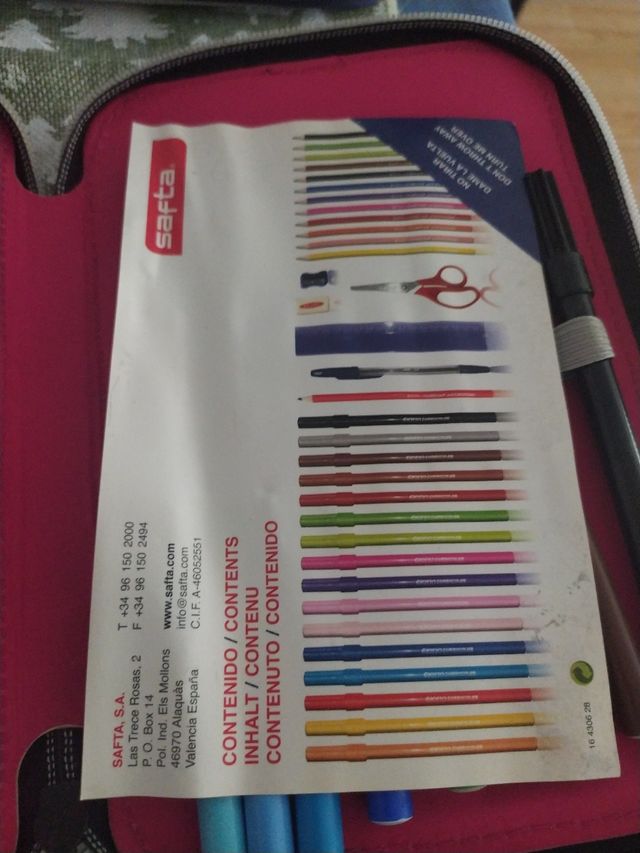 safta®
NO TIRAR
DAME LA VUELTA
DON'T THROW AWAY
TURN ME OVER
SAFTA, S.A.
Las Trece Rosas, 2
P. O. Box 14
Pol. Ind. Els Mollons
46970 Alaquàs
Valencia España
T +34 96 150 2000
F +34 96 150 2494
www.safta.com
info@safta.com
C.I.F. A-46052551
CONTENIDO / CONTENTS
INHALT / CONTENU
CONTENUTO / CONTENIDO
16 4306 28